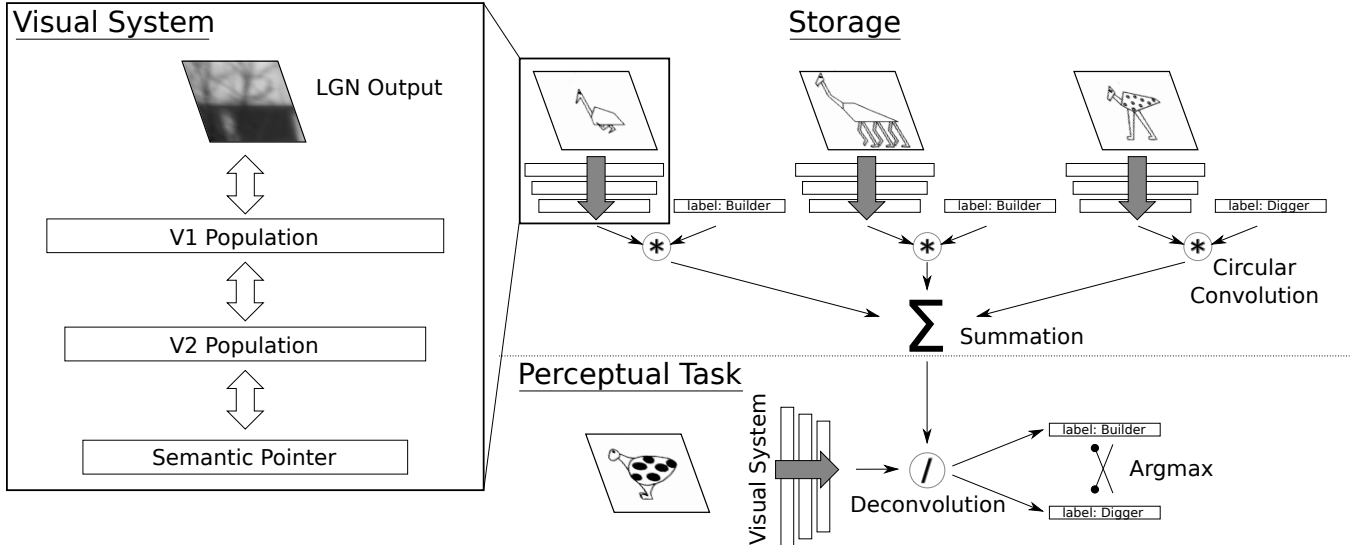 Visual System
LGN Output
V1 Population
V2 Population
Semantic Pointer
Storage
label: Builder
label: Builder
label: Digger
*
*
*
Circular
Convolution
Σ
Summation
Perceptual Task
Visual System
/
Deconvolution
label: Builder
Argmax
label: Digger